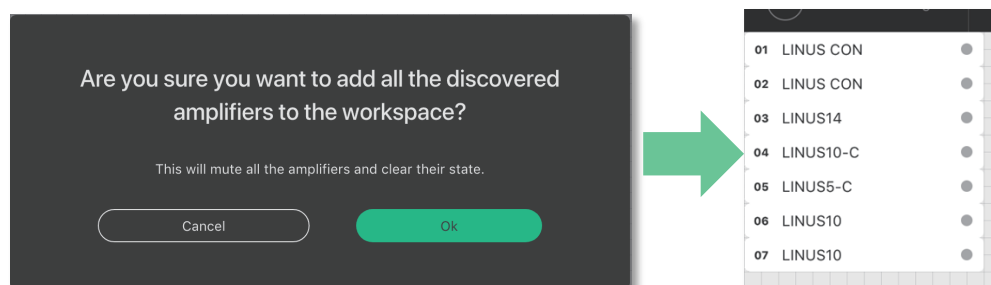 Are you sure you want to add all the discovered
amplifiers to the workspace?
This will mute all the amplifiers and clear their state.
Cancel
Ok
01 LINUS CON
02 LINUS CON
03 LINUS14
04 LINUS10-C
05 LINUS5-C
06 LINUS10
07 LINUS10